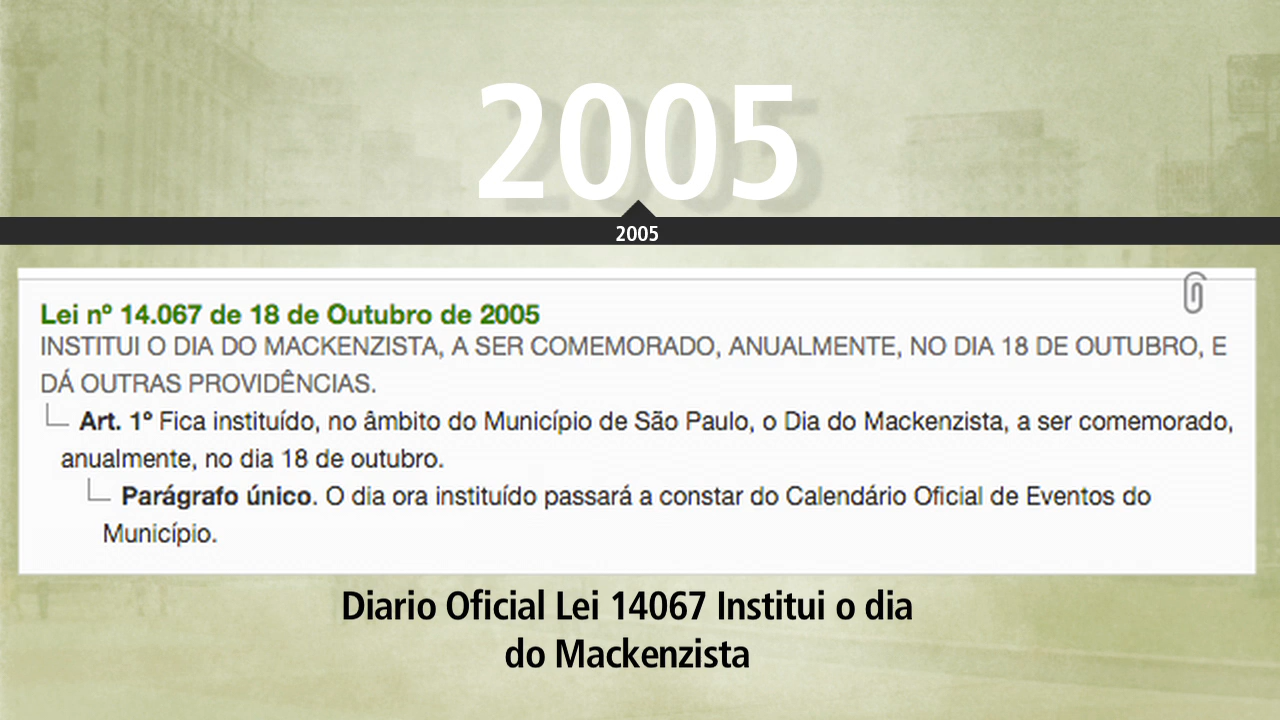 2005
2005
Lei nº 14.067 de 18 de Outubro de 2005
INSTITUI O DIA DO MACKENZISTA, A SER COMEMORADO, ANUALMENTE, NO DIA 18 DE OUTUBRO, E
DÁ OUTRAS PROVIDÊNCIAS.
Art. 1º Fica instituído, no âmbito do Município de São Paulo, o Dia do Mackenzista, a ser comemorado,
anualmente, no dia 18 de outubro.
Parágrafo único. O dia ora instituído passará a constar do Calendário Oficial de Eventos do
Município.
Diario Oficial Lei 14067 Institui o dia
do Mackenzista